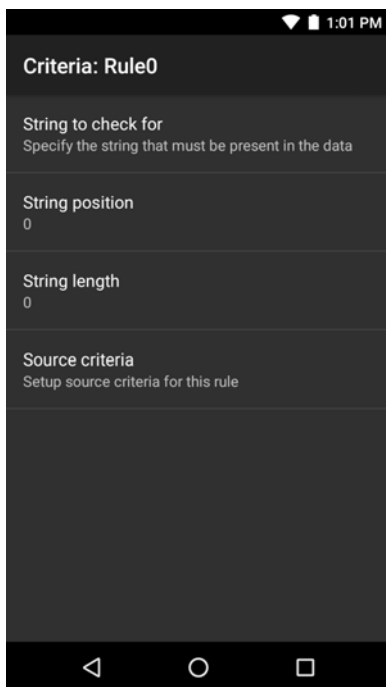 1:01 PM
Criteria: Rule0
String to check for
Specify the string that must be present in the data
String position
0
String length
0
Source criteria
Setup source criteria for this rule